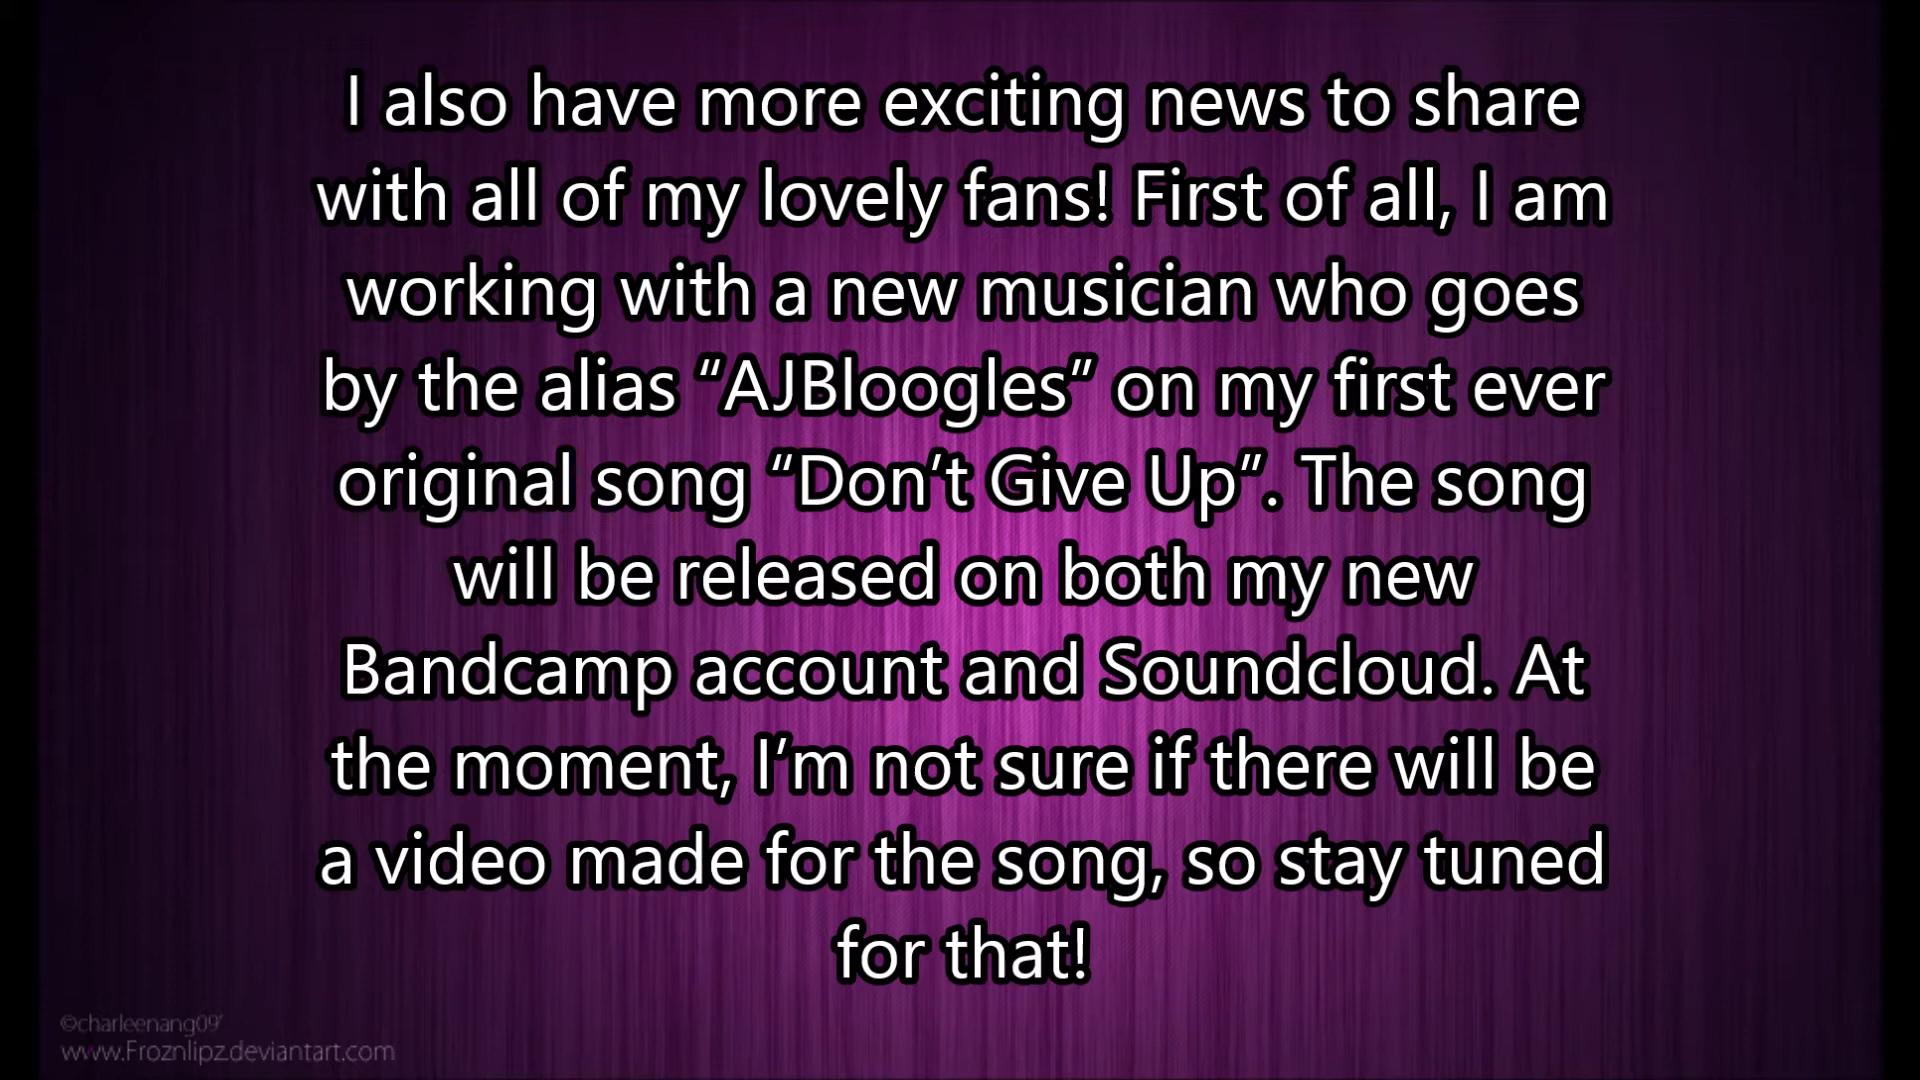 I also have more exciting news to share
with all of my lovely fans! First of all, I am
working with a new musician who goes
by the alias “AJBloogles” on my first ever
original song “Don’t Give Up”. The song
will be released on both my new
Bandcamp account and Soundcloud. At
the moment, I’m not sure if there will be
a video made for the song, so stay tuned
for that!
©charleenang09'
www.Froznlipz.deviantart.com